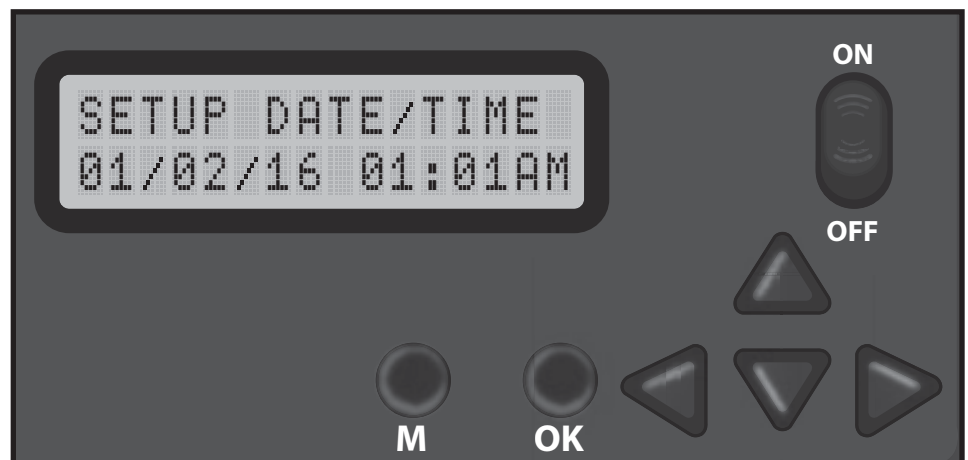 SETUP DATE/TIME
01/02/16 01:01AM
ON
OFF
M
OK